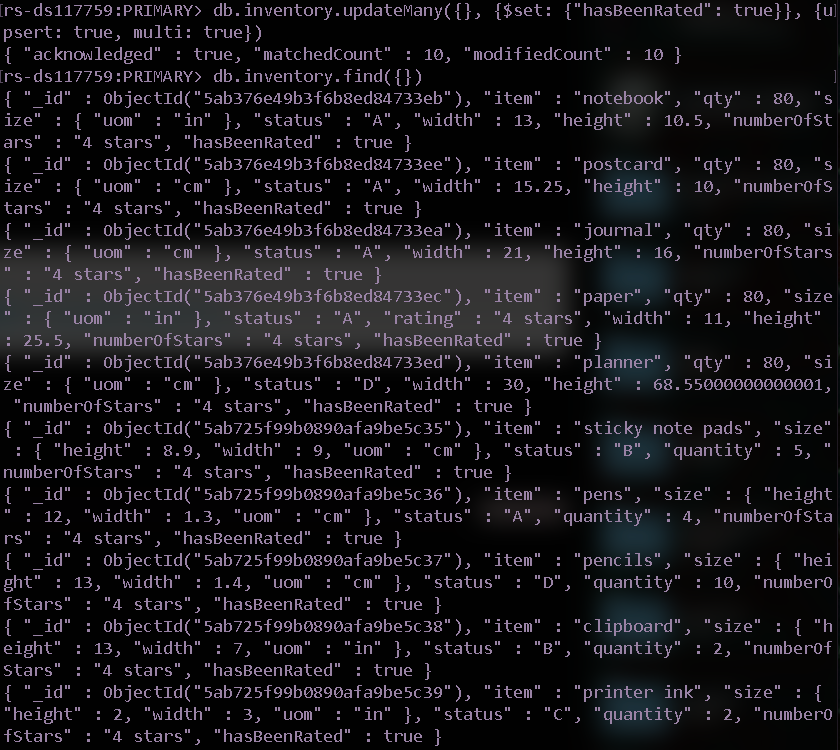 [rs-ds117759:PRIMARY> db.inventory.updateMany({}, {$set: {"hasBeenRated": true}}, {u]
psert: true, multi: true})
{ "acknowledged" : true, "matchedCount" : 10, "modifiedCount" : 10 }
[rs-ds117759:PRIMARY> db.inventory.find({})                                        ]
{ "_id" : ObjectId("5ab376e49b3f6b8ed84733eb"), "item" : "notebook", "qty" : 80, "s
ize" : { "uom" : "in" }, "status" : "A", "width" : 13, "height" : 10.5, "numberOfSt
ars" : "4 stars", "hasBeenRated" : true }
{ "_id" : ObjectId("5ab376e49b3f6b8ed84733ee"), "item" : "postcard", "qty" : 80, "s
ize" : { "uom" : "cm" }, "status" : "A", "width" : 15.25, "height" : 10, "numberOfS
tars" : "4 stars", "hasBeenRated" : true }
{ "_id" : ObjectId("5ab376e49b3f6b8ed84733ea"), "item" : "journal", "qty" : 80, "si
ze" : { "uom" : "cm" }, "status" : "A", "width" : 21, "height" : 16, "numberOfStars
" : "4 stars", "hasBeenRated" : true }
{ "_id" : ObjectId("5ab376e49b3f6b8ed84733ec"), "item" : "paper", "qty" : 80, "size
" : { "uom" : "in" }, "status" : "A", "rating" : "4 stars", "width" : 11, "height"
: 25.5, "numberOfStars" : "4 stars", "hasBeenRated" : true }
{ "_id" : ObjectId("5ab376e49b3f6b8ed84733ed"), "item" : "planner", "qty" : 80, "si
ze" : { "uom" : "cm" }, "status" : "D", "width" : 30, "height" : 68.55000000000001,
 "numberOfStars" : "4 stars", "hasBeenRated" : true }
{ "_id" : ObjectId("5ab725f99b0890afa9be5c35"), "item" : "sticky note pads", "size"
 : { "height" : 8.9, "width" : 9, "uom" : "cm" }, "status" : "B", "quantity" : 5, "
numberOfStars" : "4 stars", "hasBeenRated" : true }
{ "_id" : ObjectId("5ab725f99b0890afa9be5c36"), "item" : "pens", "size" : { "height
" : 12, "width" : 1.3, "uom" : "cm" }, "status" : "A", "quantity" : 4, "numberOfSta
rs" : "4 stars", "hasBeenRated" : true }
{ "_id" : ObjectId("5ab725f99b0890afa9be5c37"), "item" : "pencils", "size" : { "hei
ght" : 13, "width" : 1.4, "uom" : "cm" }, "status" : "D", "quantity" : 10, "numberO
fStars" : "4 stars", "hasBeenRated" : true }
{ "_id" : ObjectId("5ab725f99b0890afa9be5c38"), "item" : "clipboard", "size" : { "h
eight" : 13, "width" : 7, "uom" : "in" }, "status" : "B", "quantity" : 2, "numberOf
Stars" : "4 stars", "hasBeenRated" : true }
{ "_id" : ObjectId("5ab725f99b0890afa9be5c39"), "item" : "printer ink", "size" : {
"height" : 2, "width" : 3, "uom" : "in" }, "status" : "C", "quantity" : 2, "numberO
fStars" : "4 stars", "hasBeenRated" : true }